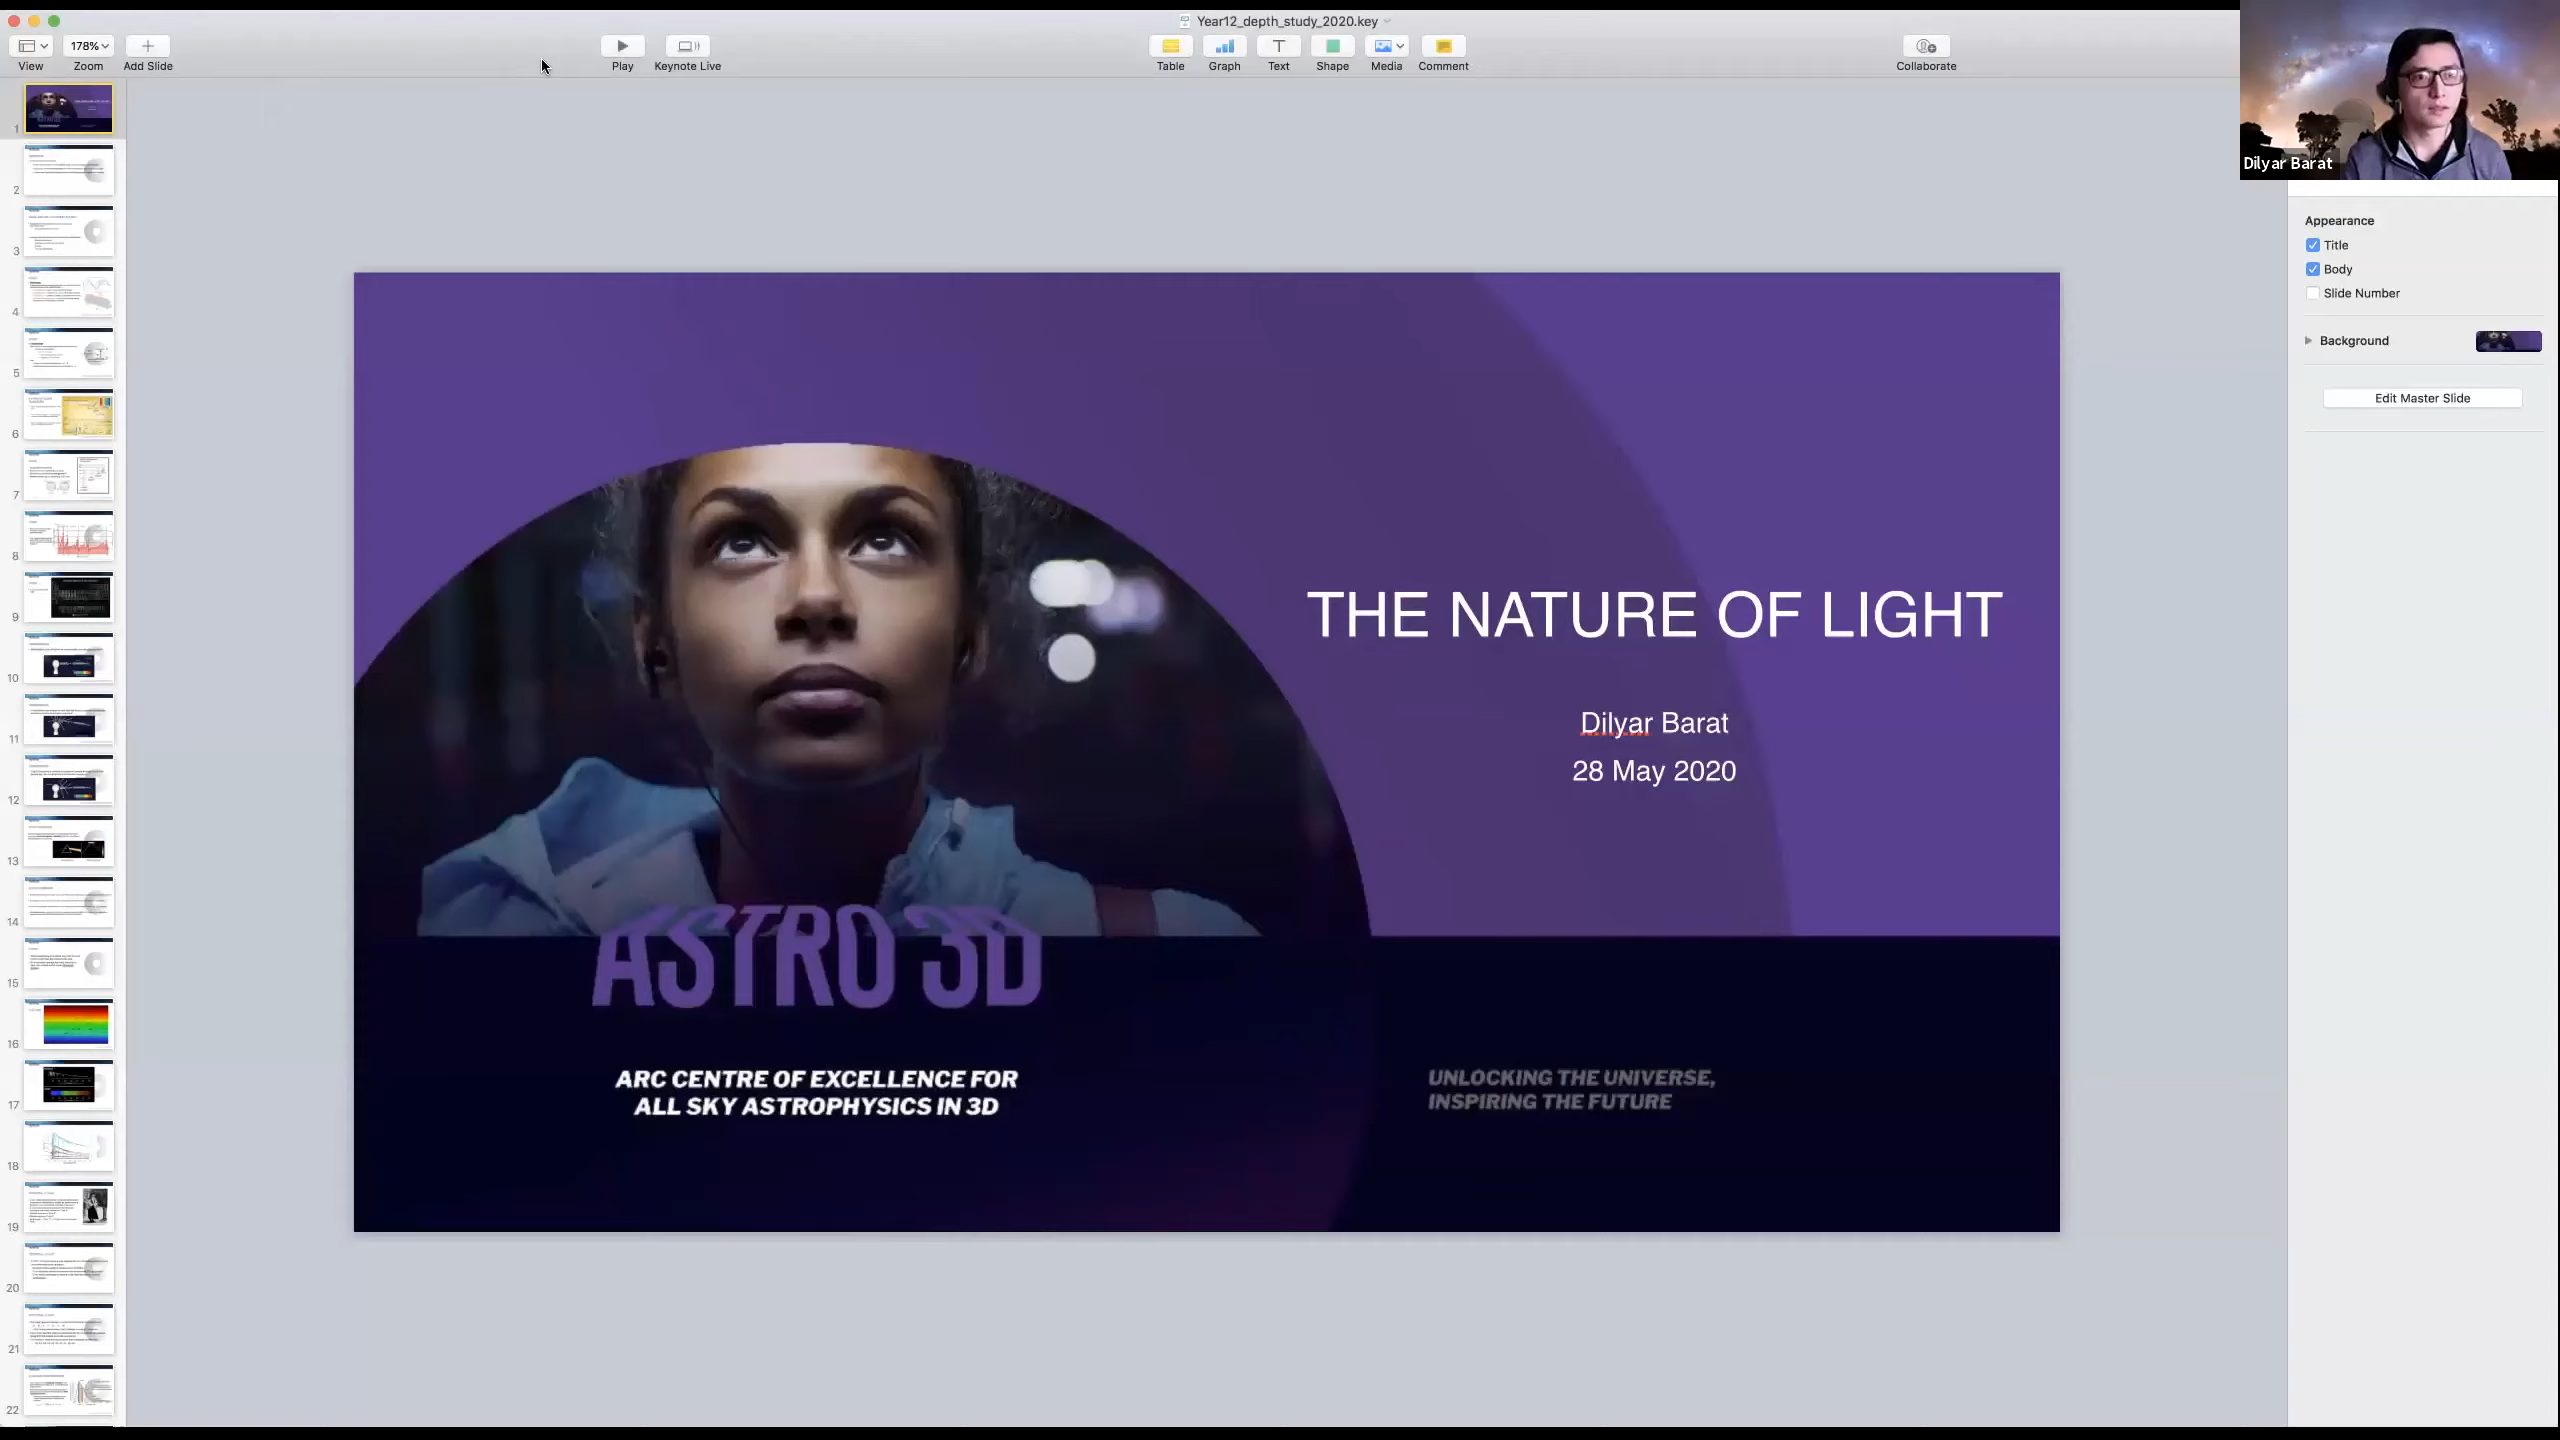 Year12_depth_study_2020.key
178%
View
Zoom
Add Slide
Play
Keynote Live
Table
Graph
Text
Shape
Media
Comment
Collaborate
Dilyar Barat
Appearance
Title
Body
Slide Number
Background
Edit Master Slide
THE NATURE OF LIGHT
Dilyar Barat
28 May 2020
ASTRO 3D
ARC CENTRE OF EXCELLENCE FOR
ALL SKY ASTROPHYSICS IN 3D
UNLOCKING THE UNIVERSE,
INSPIRING THE FUTURE
1
2
3
4
5
6
7
8
9
10
11
12
13
14
15
16
17
18
19
20
21
22